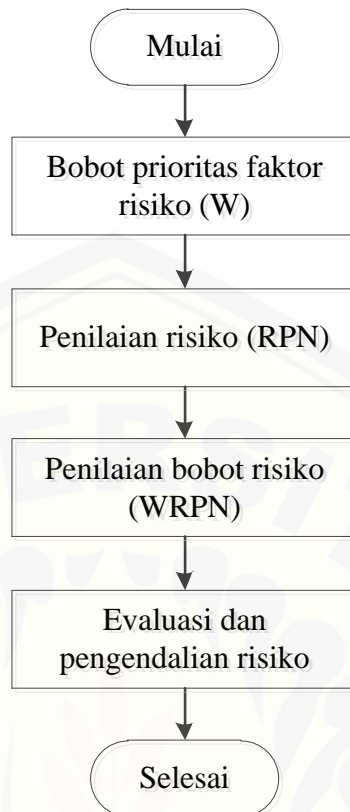 Mulai
Bobot prioritas faktor
risiko (W)
Penilaian risiko (RPN)
Penilaian bobot risiko
(WRPN)
Evaluasi dan
pengendalian risiko
Selesai